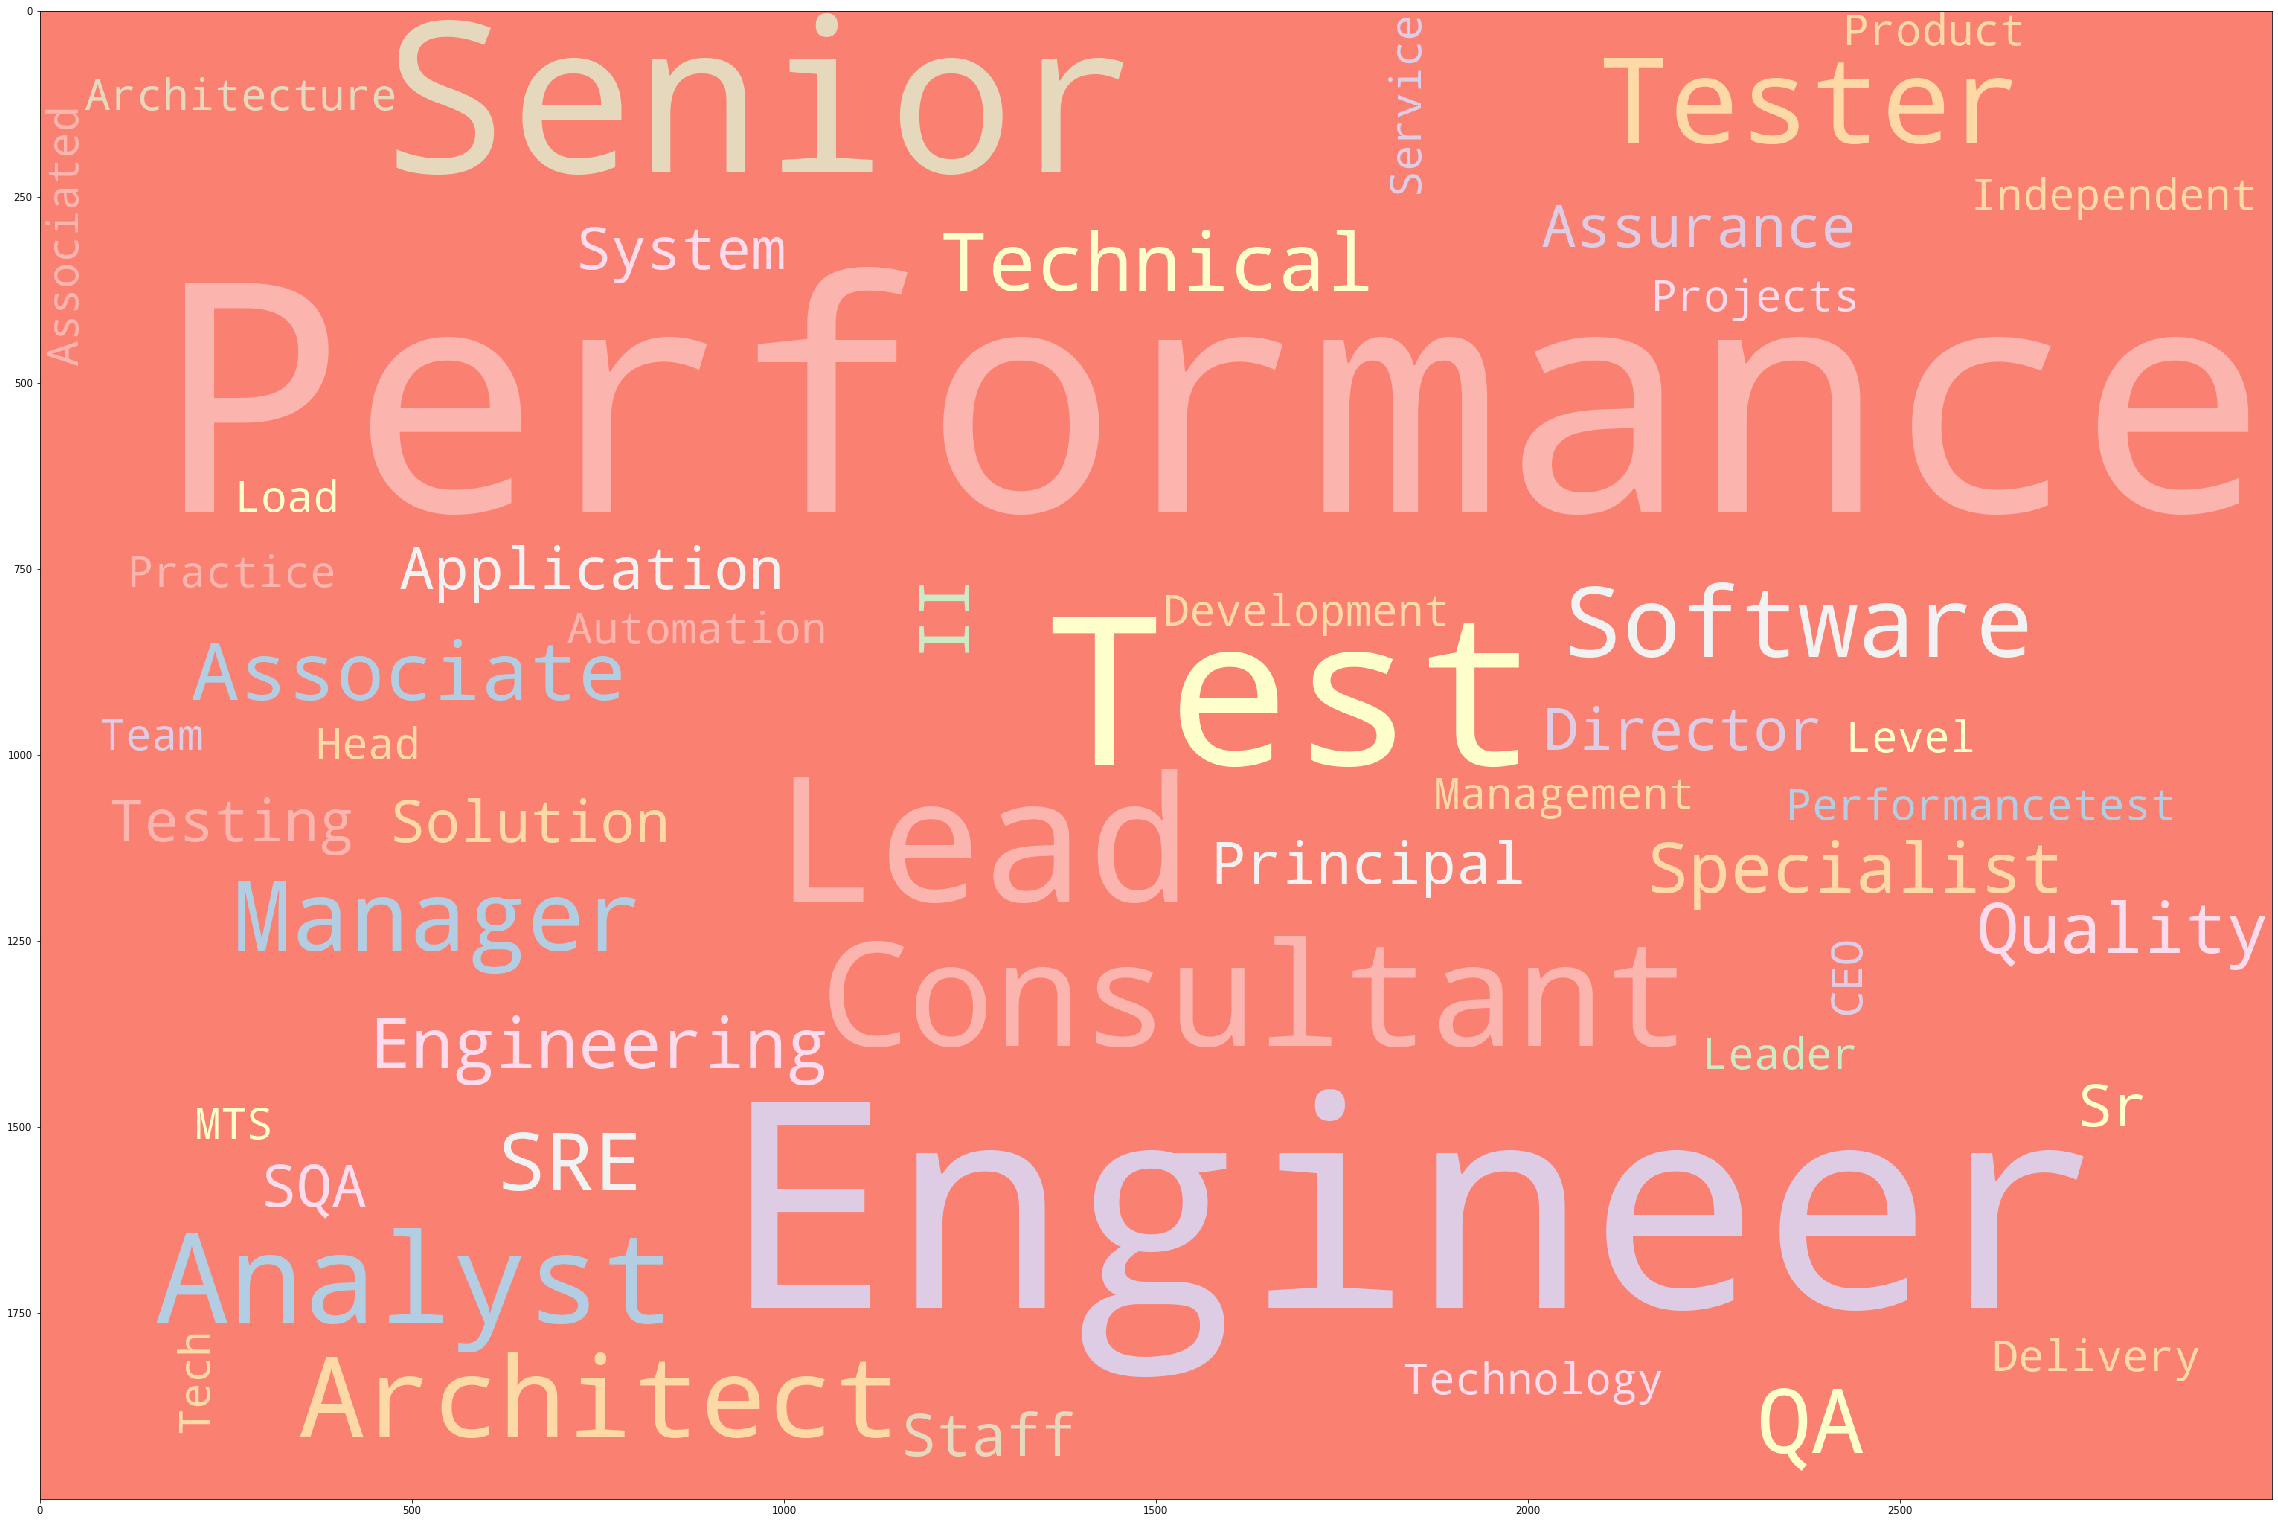 0
Senior
Product
Service
Tester
Architecture
Associated
250
Independent
Assurance
System
Technical
Projects
Performance
500
Load
750
Practice
Application
II
Development
Software
Automation
Test
Associate
Team
Head
Director
Level
1000
Management
Performancetest
Testing
Solution
Lead
Principal
Specialist
Manager
Quality
1250
CEO
Consultant
Engineering
Leader
Sr
MTS
1500
SRE
SQA
Engineer
Analyst
1750
Tech
Delivery
Technology
Architect
Staff
QA
0 500 1000 1500 2000 2500